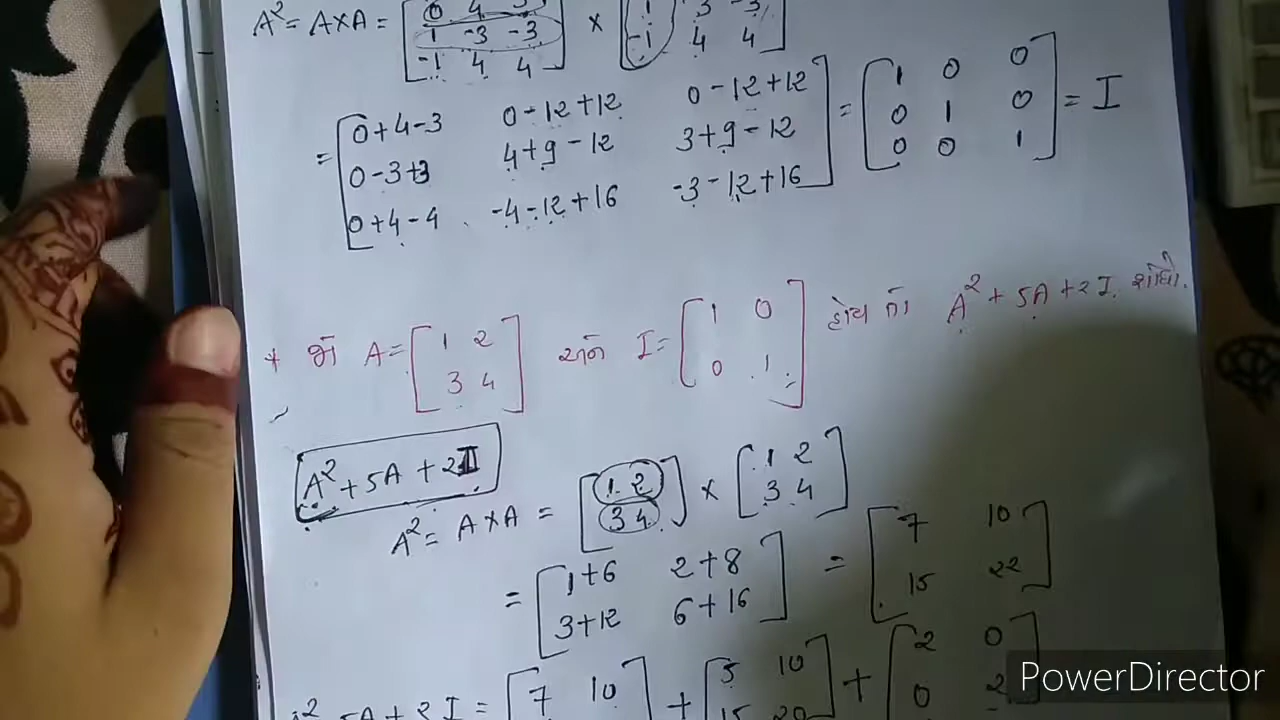 A² = A×A = [0 4 3; 1 -3 -3; -1 4 4] × [1 3 -3; -1 4 4]
= [0+4-3 0-12+12 0-12+12; 0-3+3 4+9-12 3+9-12; 0+4-4 -4-12+16 -3-12+16] = [1 0 0; 0 1 0; 0 0 1] = I
* જો A = [1 2; 3 4] અને I = [1 0; 0 1] હોય તો A² + 5A + 2I શોધો.
A² + 5A + 2I
A² = A×A = [1 2; 3 4] × [1 2; 3 4]
= [1+6 2+8; 3+12 6+16] = [7 10; 15 22]
A² 5A + 2I = [7 10] + [5 10; 15 20] + [2 0; 0 2]
PowerDirector